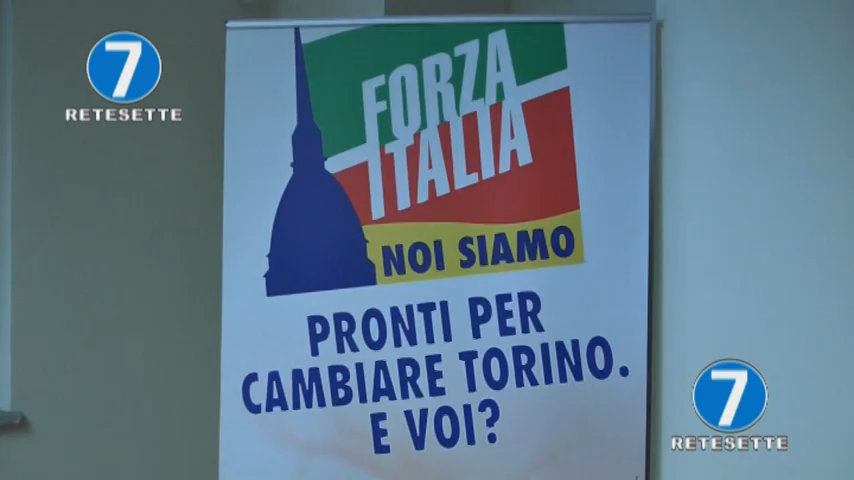 7
RETESETTE
FORZA
ITALIA
NOI SIAMO
PRONTI PER
CAMBIARE TORINO.
E VOI?
7
RETESETTE